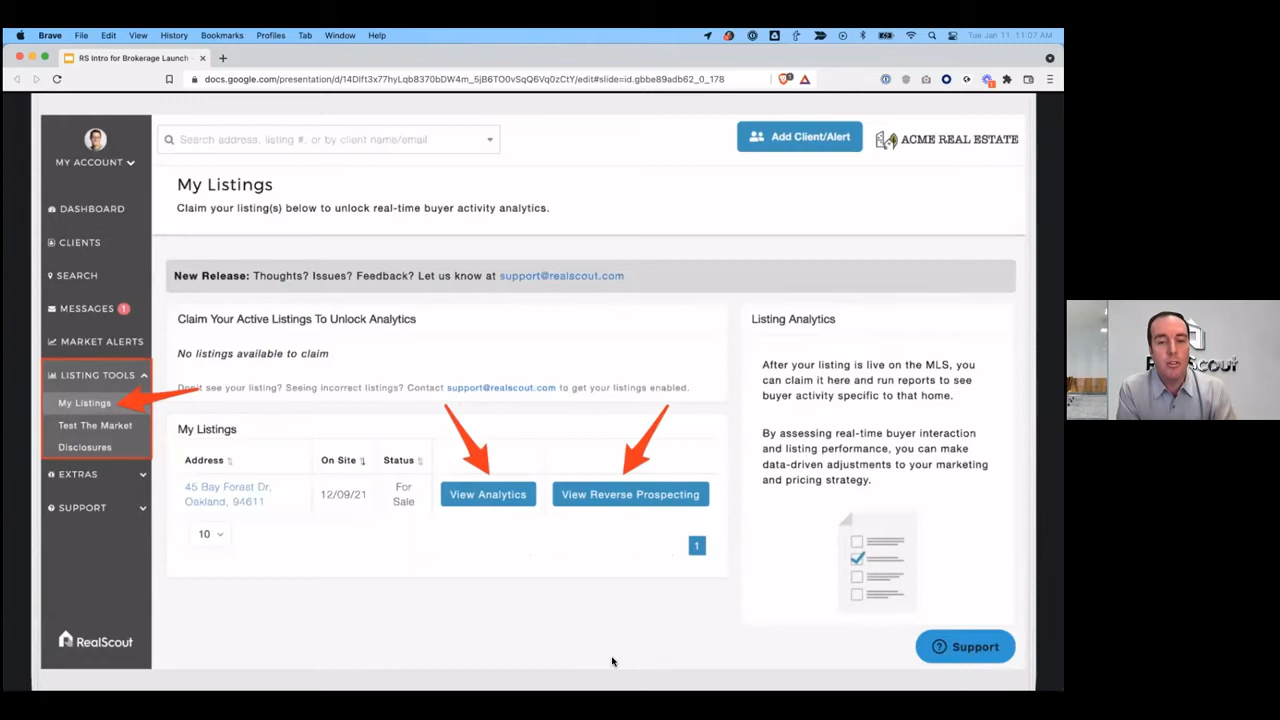 Brave File Edit View History Bookmarks Profiles Tab Window Help
Tue Jan 11 11:07 AM
RS Intro for Brokerage Launch
docs.google.com/presentation/d/14Dlft3x77hyLqb8370bDW4m_5jB6TO0vSqQ6Vq0zCtY/edit#slide=id.gbbe89adb62_0_178
MY ACCOUNT
Search address, listing #, or by client name/email
Add Client/Alert
ACME REAL ESTATE
DASHBOARD
CLIENTS
SEARCH
MESSAGES 1
MARKET ALERTS
LISTING TOOLS
My Listings
Test The Market
Disclosures
EXTRAS
SUPPORT
RealScout
My Listings
Claim your listing(s) below to unlock real-time buyer activity analytics.
New Release: Thoughts? Issues? Feedback? Let us know at support@realscout.com
Claim Your Active Listings To Unlock Analytics
No listings available to claim
Don't see your listing? Seeing incorrect listings? Contact support@realscout.com to get your listings enabled.
My Listings
Address On Site Status
45 Bay Forest Dr,
Oakland, 94611
12/09/21
For
Sale
View Analytics
View Reverse Prospecting
10
1
Listing Analytics
After your listing is live on the MLS, you
can claim it here and run reports to see
buyer activity specific to that home.
By assessing real-time buyer interaction
and listing performance, you can make
data-driven adjustments to your marketing
and pricing strategy.
Support